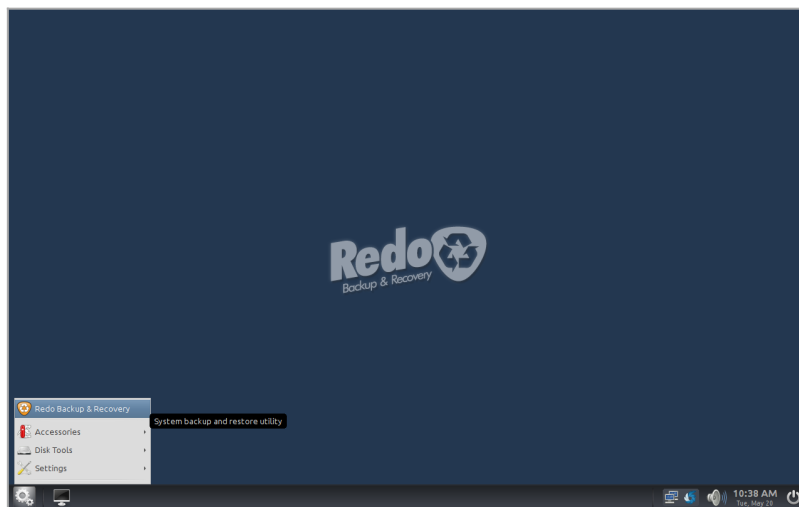 Redo
Backup & Recovery
Redo Backup & Recovery
System backup and restore utility
Accessories
Disk Tools
Settings
10:38 AM
Tue, May 20